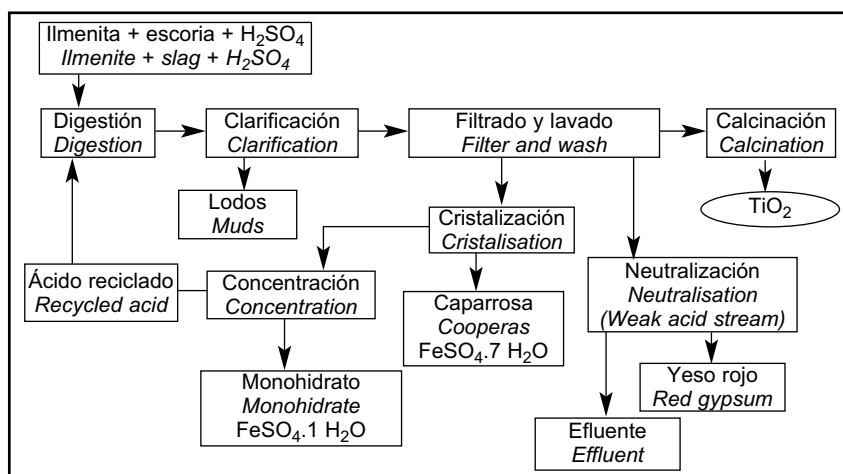 Ilmenita + escoria + H₂SO₄
Ilmenite + slag + H₂SO₄
Digestión
Digestion
Clarificación
Clarification
Filtrado y lavado
Filter and wash
Calcinación
Calcination
Lodos
Muds
TiO₂
Cristalización
Cristalisation
Ácido reciclado
Recycled acid
Concentración
Concentration
Neutralización
Neutralisation
(Weak acid stream)
Caparrosa
Cooperas
FeSO₄.7 H₂O
Monohidrato
Monohidrate
FeSO₄.1 H₂O
Yeso rojo
Red gypsum
Efluente
Effluent